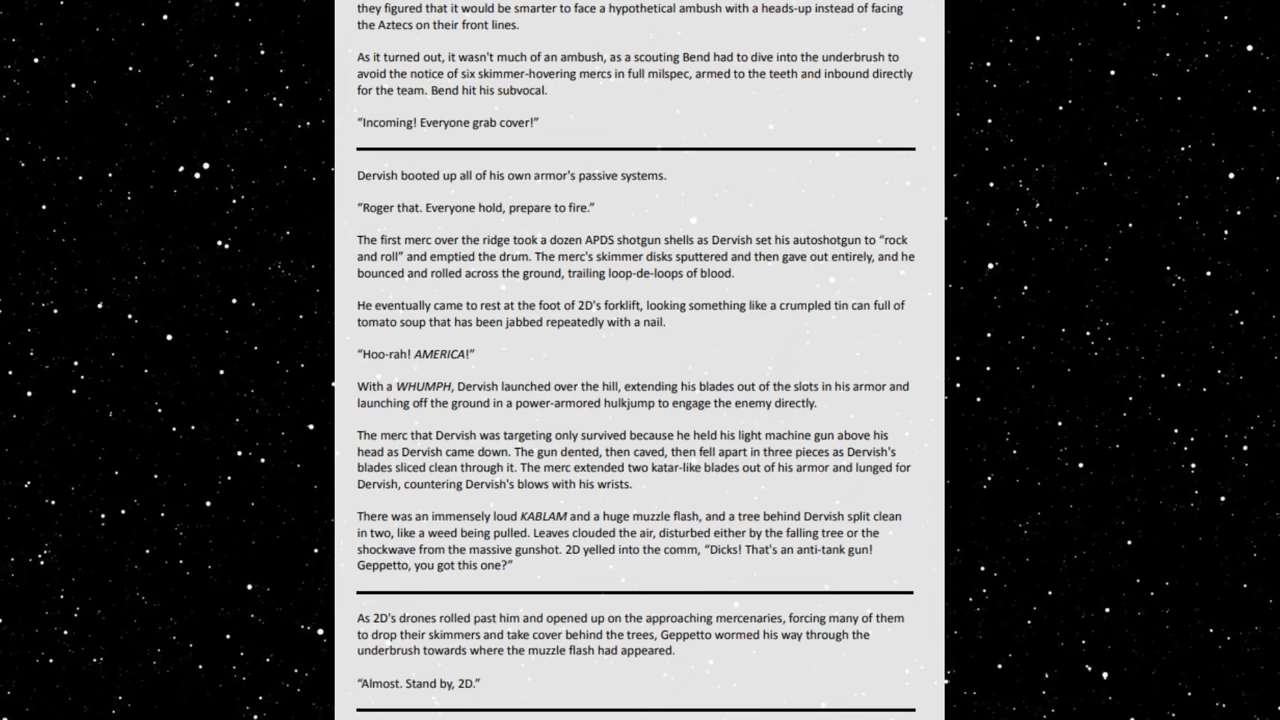 they figured that it would be smarter to face a hypothetical ambush with a heads-up instead of facing
the Aztecs on their front lines.
As it turned out, it wasn't much of an ambush, as a scouting Bend had to dive into the underbrush to
avoid the notice of six skimmer-hovering mercs in full milspec, armed to the teeth and inbound directly
for the team. Bend hit his subvocal.
“Incoming! Everyone grab cover!”
Dervish booted up all of his own armor's passive systems.
“Roger that. Everyone hold, prepare to fire.”
The first merc over the ridge took a dozen APDS shotgun shells as Dervish set his autoshotgun to “rock
and roll” and emptied the drum. The merc's skimmer disks sputtered and then gave out entirely, and he
bounced and rolled across the ground, trailing loop-de-loops of blood.
He eventually came to rest at the foot of 2D's forklift, looking something like a crumpled tin can full of
tomato soup that has been jabbed repeatedly with a nail.
“Hoo-rah! AMERICA!”
With a WHUMPH, Dervish launched over the hill, extending his blades out of the slots in his armor and
launching off the ground in a power-armored hulkjump to engage the enemy directly.
The merc that Dervish was targeting only survived because he held his light machine gun above his
head as Dervish came down. The gun dented, then caved, then fell apart in three pieces as Dervish's
blades sliced clean through it. The merc extended two katar-like blades out of his armor and lunged for
Dervish, countering Dervish's blows with his wrists.
There was an immensely loud KABLAM and a huge muzzle flash, and a tree behind Dervish split clean
in two, like a weed being pulled. Leaves clouded the air, disturbed either by the falling tree or the
shockwave from the massive gunshot. 2D yelled into the comm, “Dicks! That's an anti-tank gun!
Geppetto, you got this one?”
As 2D's drones rolled past him and opened up on the approaching mercenaries, forcing many of them
to drop their skimmers and take cover behind the trees, Geppetto wormed his way through the
underbrush towards where the muzzle flash had appeared.
“Almost. Stand by, 2D.”